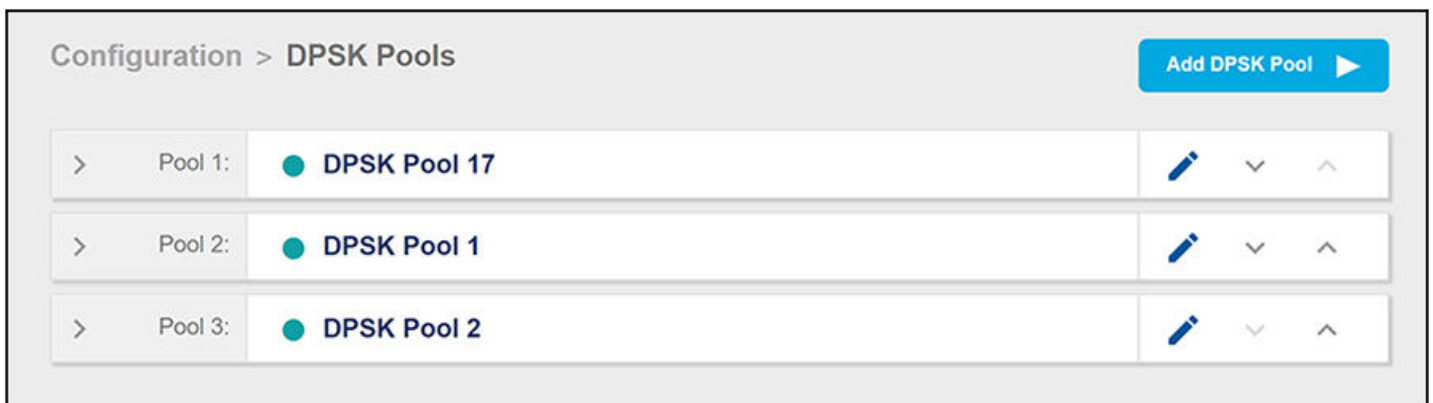 Configuration > DPSK Pools
Add DPSK Pool
Pool 1: DPSK Pool 17
Pool 2: DPSK Pool 1
Pool 3: DPSK Pool 2